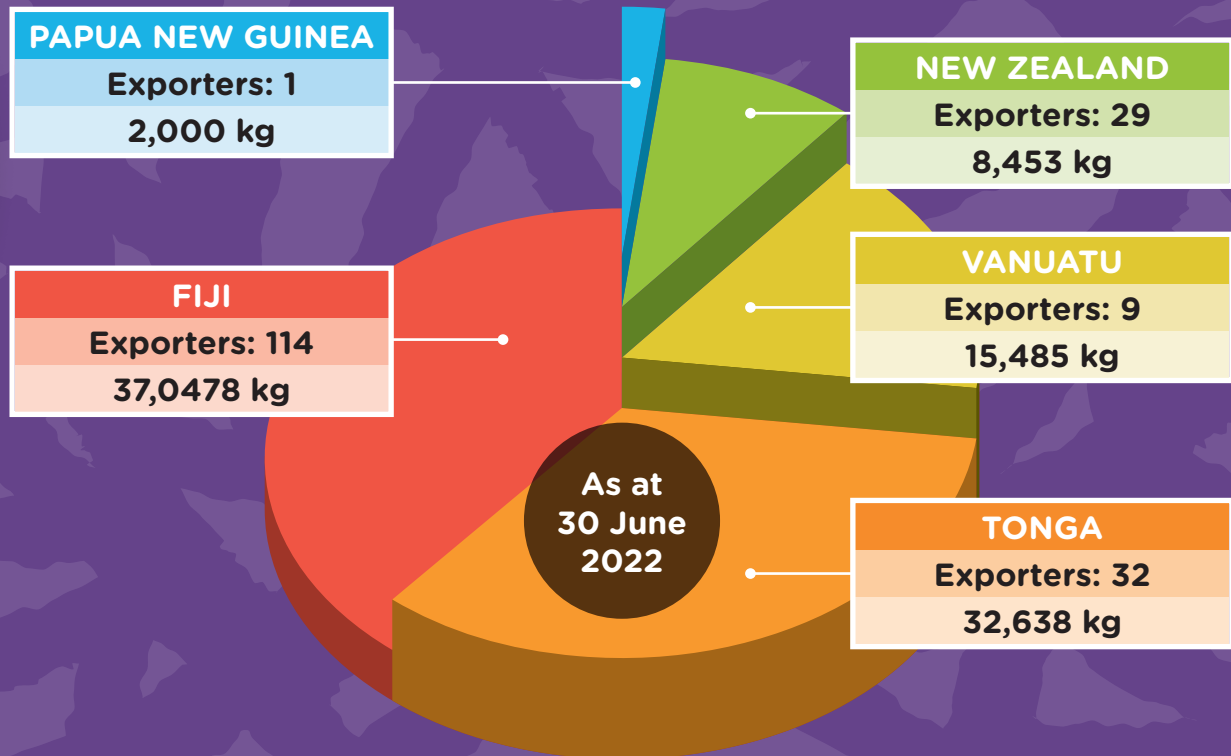 PAPUA NEW GUINEA
Exporters: 1
2,000 kg
NEW ZEALAND
Exporters: 29
8,453 kg
VANUATU
Exporters: 9
15,485 kg
FIJI
Exporters: 114
37,0478 kg
As at
30 June
2022
TONGA
Exporters: 32
32,638 kg